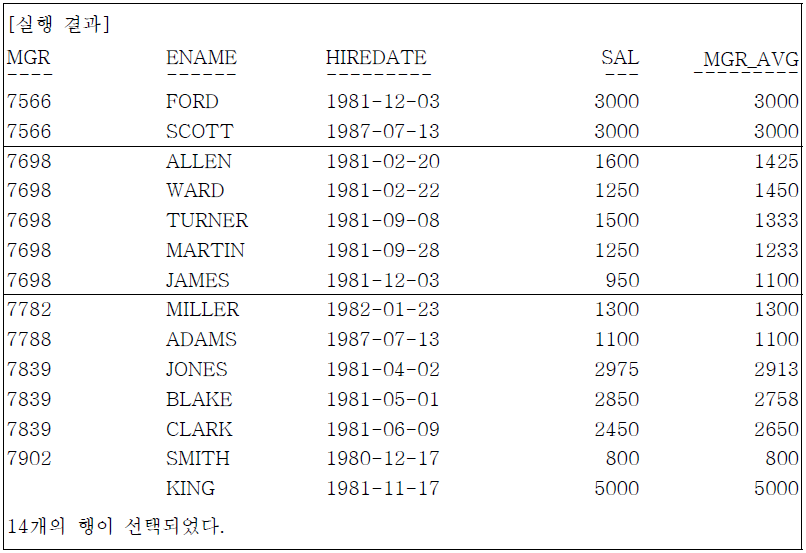 [실행 결과]
MGR ENAME HIREDATE SAL MGR_AVG
---- ------ --------- --- ---------
7566 FORD 1981-12-03 3000 3000
7566 SCOTT 1987-07-13 3000 3000
7698 ALLEN 1981-02-20 1600 1425
7698 WARD 1981-02-22 1250 1450
7698 TURNER 1981-09-08 1500 1333
7698 MARTIN 1981-09-28 1250 1233
7698 JAMES 1981-12-03 950 1100
7782 MILLER 1982-01-23 1300 1300
7788 ADAMS 1987-07-13 1100 1100
7839 JONES 1981-04-02 2975 2913
7839 BLAKE 1981-05-01 2850 2758
7839 CLARK 1981-06-09 2450 2650
7902 SMITH 1980-12-17 800 800
KING 1981-11-17 5000 5000
14개의 행이 선택되었다.